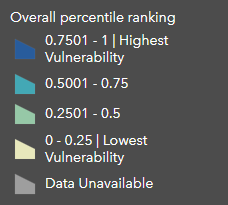 Overall percentile ranking
0.7501 - 1 | Highest
Vulnerability
0.5001 - 0.75
0.2501 - 0.5
0 - 0.25 | Lowest
Vulnerability
Data Unavailable